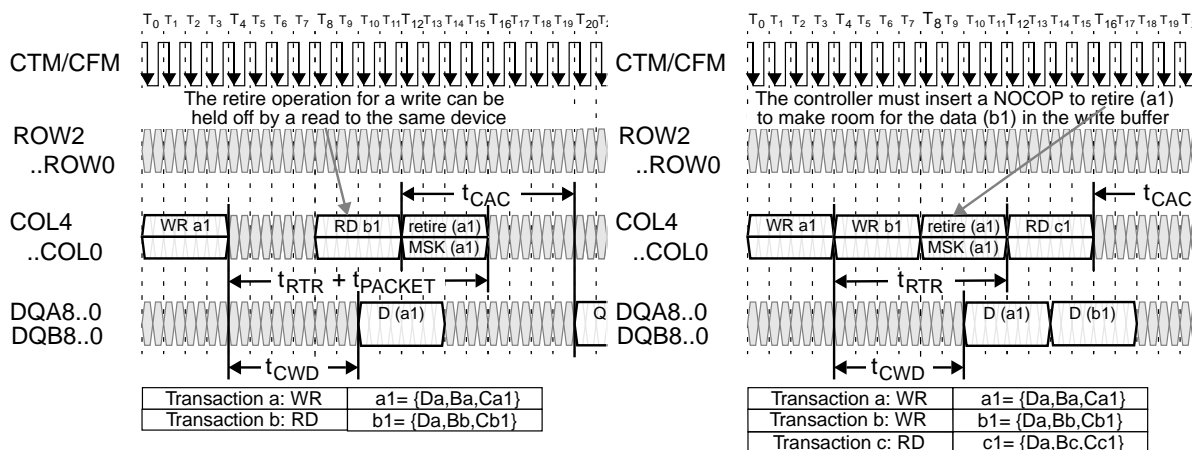 T0 T1 T2 T3 T4 T5 T6 T7 T8 T9 T10 T11 T12 T13 T14 T15 T16 T17 T18 T19 T20
CTM/CFM
The retire operation for a write can be
held off by a read to the same device
ROW2
..ROW0
tCAC
COL4
..COL0
WR a1
RD b1
retire (a1)
MSK (a1)
tRTR + tPACKET
DQA8..0
DQB8..0
D (a1)
Q
tCWD
Transaction a: WR a1= {Da,Ba,Ca1}
Transaction b: RD b1= {Da,Bb,Cb1}
T0 T1 T2 T3 T4 T5 T6 T7 T8 T9 T10 T11 T12 T13 T14 T15 T16 T17 T18 T19
CTM/CFM
The controller must insert a NOCOP to retire (a1)
to make room for the data (b1) in the write buffer
ROW2
..ROW0
tCAC
COL4
..COL0
WR a1
WR b1
retire (a1)
MSK (a1)
RD c1
tRTR
DQA8..0
DQB8..0
D (a1)
D (b1)
tCWD
Transaction a: WR a1= {Da,Ba,Ca1}
Transaction b: WR b1= {Da,Bb,Cb1}
Transaction c: RD c1= {Da,Bc,Cc1}